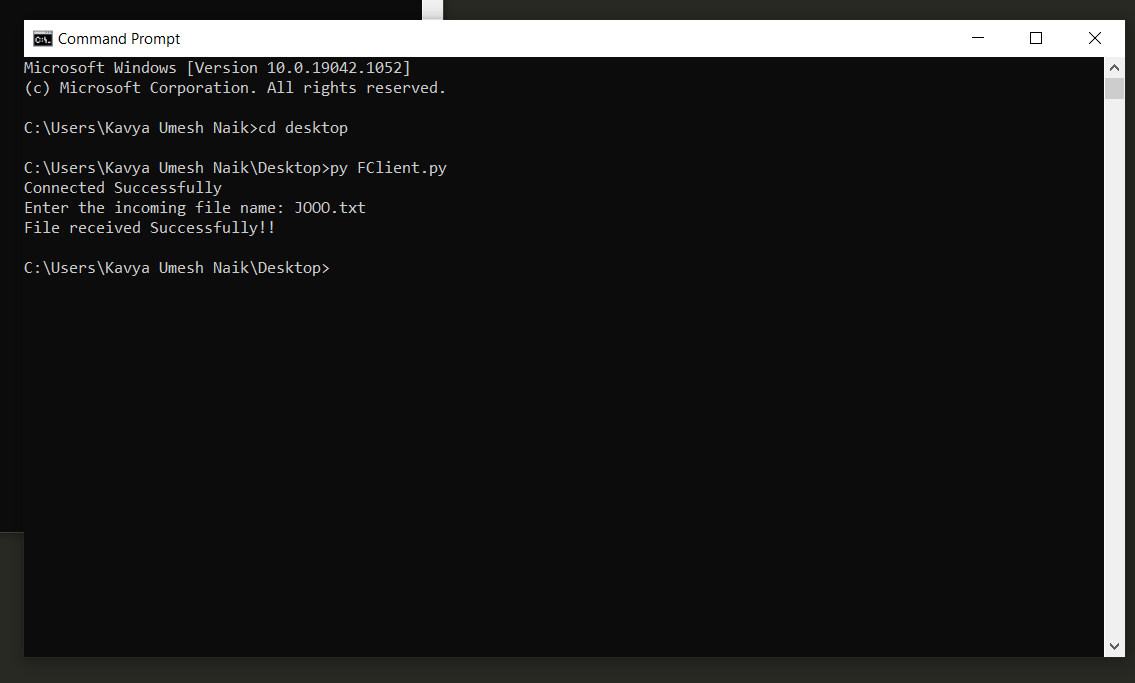 Command Prompt
Microsoft Windows [Version 10.0.19042.1052]
(c) Microsoft Corporation. All rights reserved.
C:\Users\Kavya Umesh Naik>cd desktop
C:\Users\Kavya Umesh Naik\Desktop>py FClient.py
Connected Successfully
Enter the incoming file name: JOOO.txt
File received Successfully!!
C:\Users\Kavya Umesh Naik\Desktop>